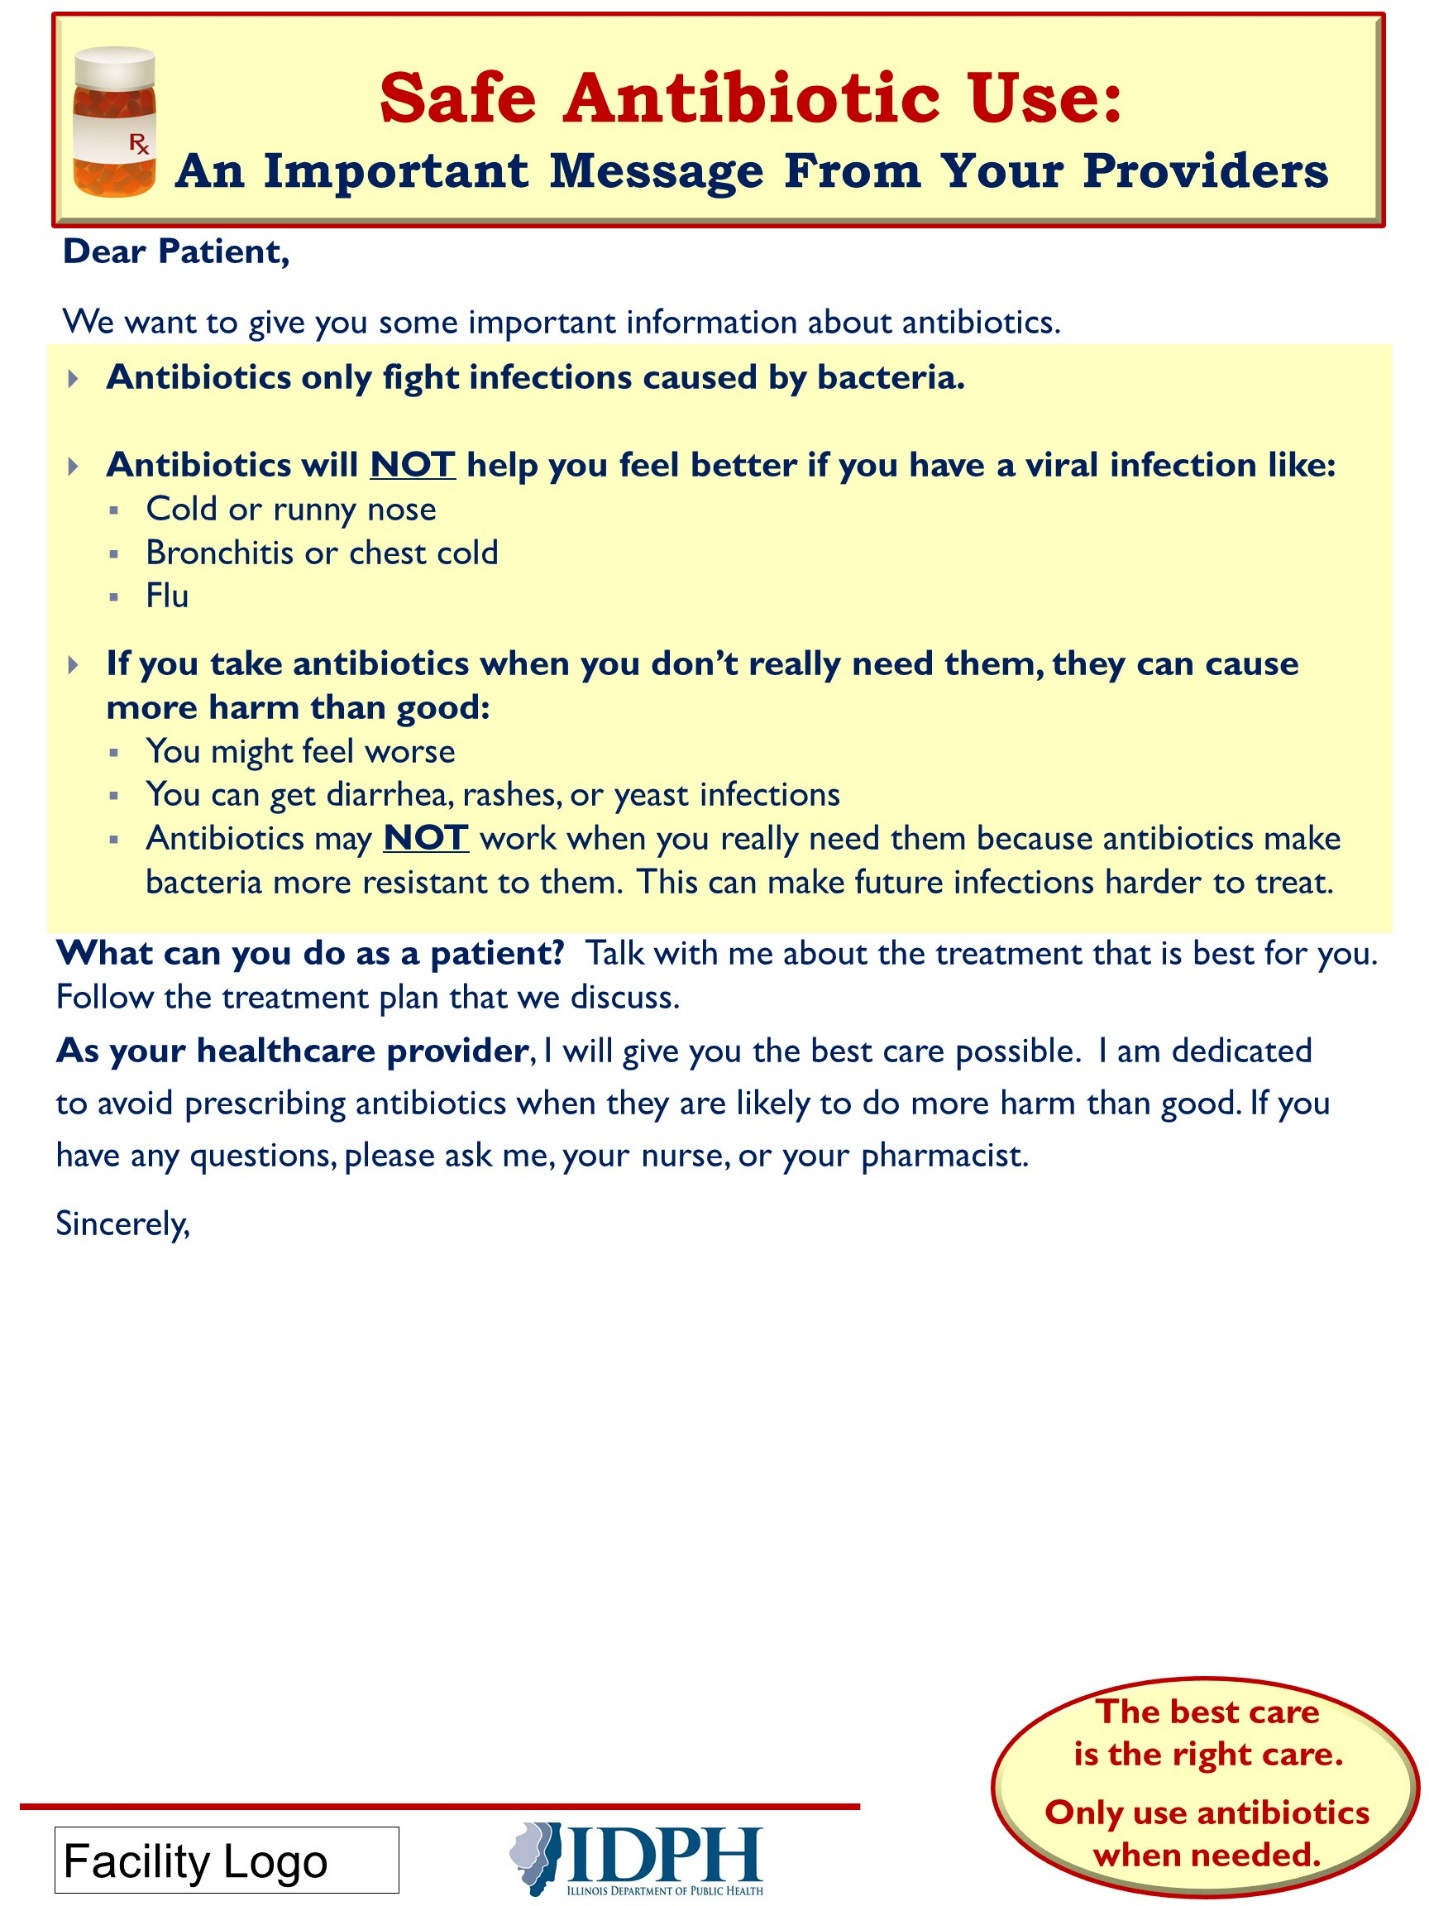 Rx
Safe Antibiotic Use:
An Important Message From Your Providers
Dear Patient,
We want to give you some important information about antibiotics.
Antibiotics only fight infections caused by bacteria.
Antibiotics will NOT help you feel better if you have a viral infection like:
Cold or runny nose
Bronchitis or chest cold
Flu
If you take antibiotics when you don’t really need them, they can cause
more harm than good:
You might feel worse
You can get diarrhea, rashes, or yeast infections
Antibiotics may NOT work when you really need them because antibiotics make
bacteria more resistant to them. This can make future infections harder to treat.
What can you do as a patient? Talk with me about the treatment that is best for you.
Follow the treatment plan that we discuss.
As your healthcare provider, I will give you the best care possible. I am dedicated
to avoid prescribing antibiotics when they are likely to do more harm than good. If you
have any questions, please ask me, your nurse, or your pharmacist.
Sincerely,
The best care
is the right care.
Only use antibiotics
when needed.
Facility Logo
IDPH
ILLINOIS DEPARTMENT OF PUBLIC HEALTH